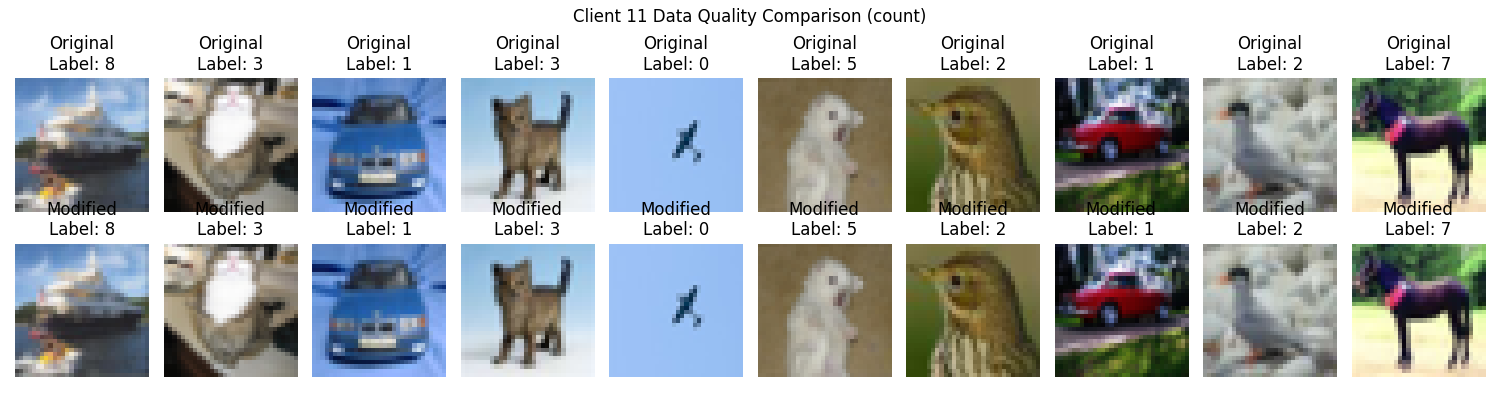 Client 11 Data Quality Comparison (count)
Original Original Original Original Original Original Original Original Original Original
Label: 8 Label: 3 Label: 1 Label: 3 Label: 0 Label: 5 Label: 2 Label: 1 Label: 2 Label: 7
Modified Modified Modified Modified Modified Modified Modified Modified Modified Modified
Label: 8 Label: 3 Label: 1 Label: 3 Label: 0 Label: 5 Label: 2 Label: 1 Label: 2 Label: 7